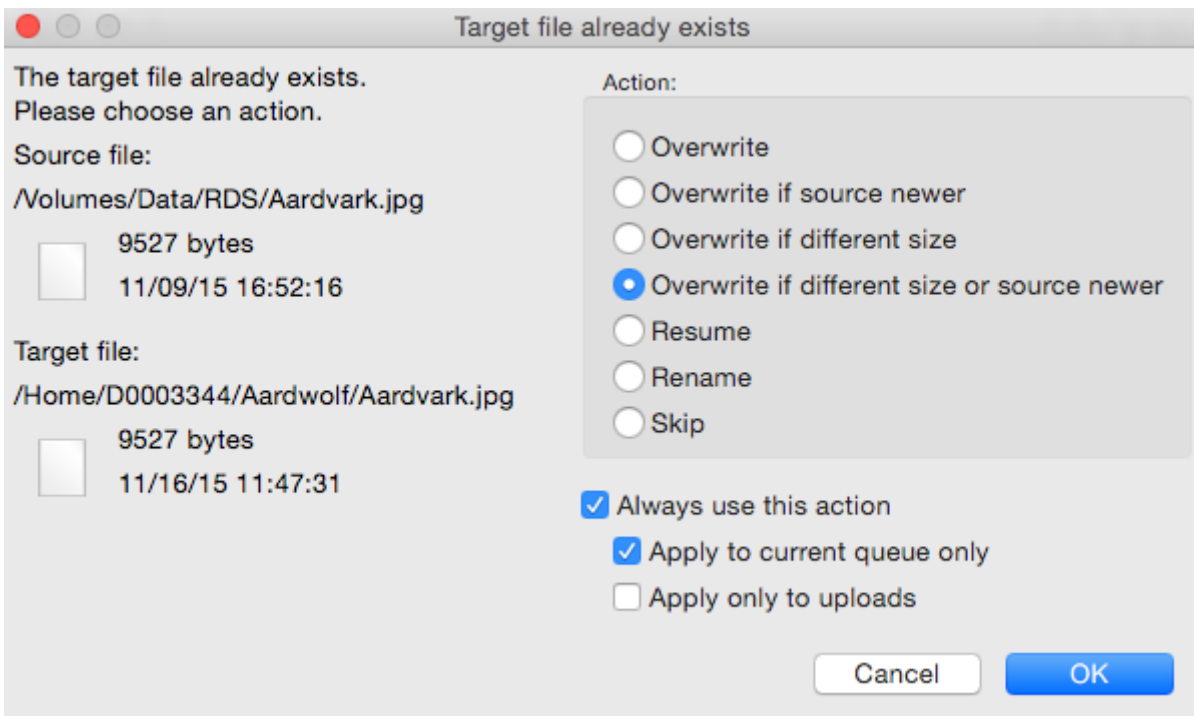 Target file already exists
The target file already exists.
Please choose an action.
Source file:
/Volumes/Data/RDS/Aardvark.jpg
9527 bytes
11/09/15 16:52:16
Target file:
/Home/D0003344/Aardwolf/Aardvark.jpg
9527 bytes
11/16/15 11:47:31
Action:
Overwrite
Overwrite if source newer
Overwrite if different size
Overwrite if different size or source newer
Resume
Rename
Skip
Always use this action
Apply to current queue only
Apply only to uploads
Cancel
OK